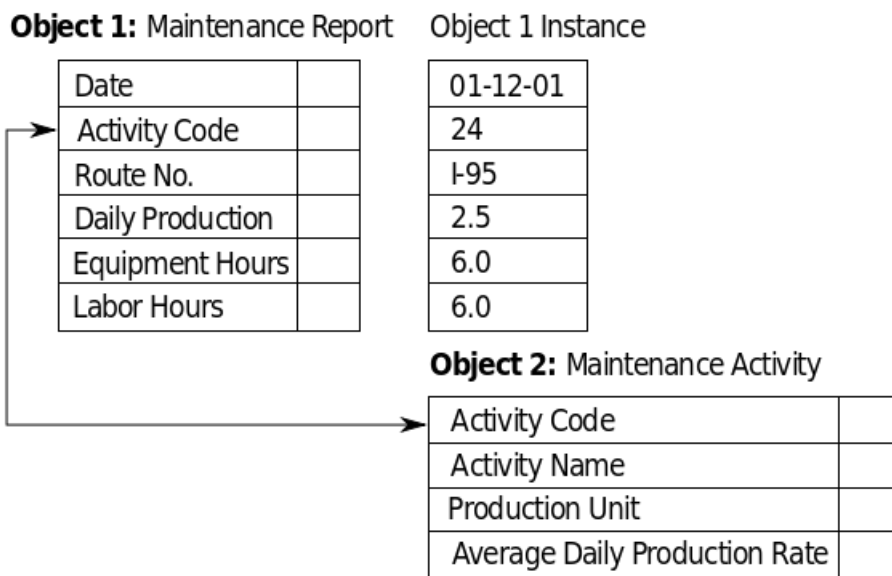 Object 1: Maintenance Report
Object 1 Instance
Date
01-12-01
Activity Code
24
Route No.
I-95
Daily Production
2.5
Equipment Hours
6.0
Labor Hours
6.0
Object 2: Maintenance Activity
Activity Code
Activity Name
Production Unit
Average Daily Production Rate